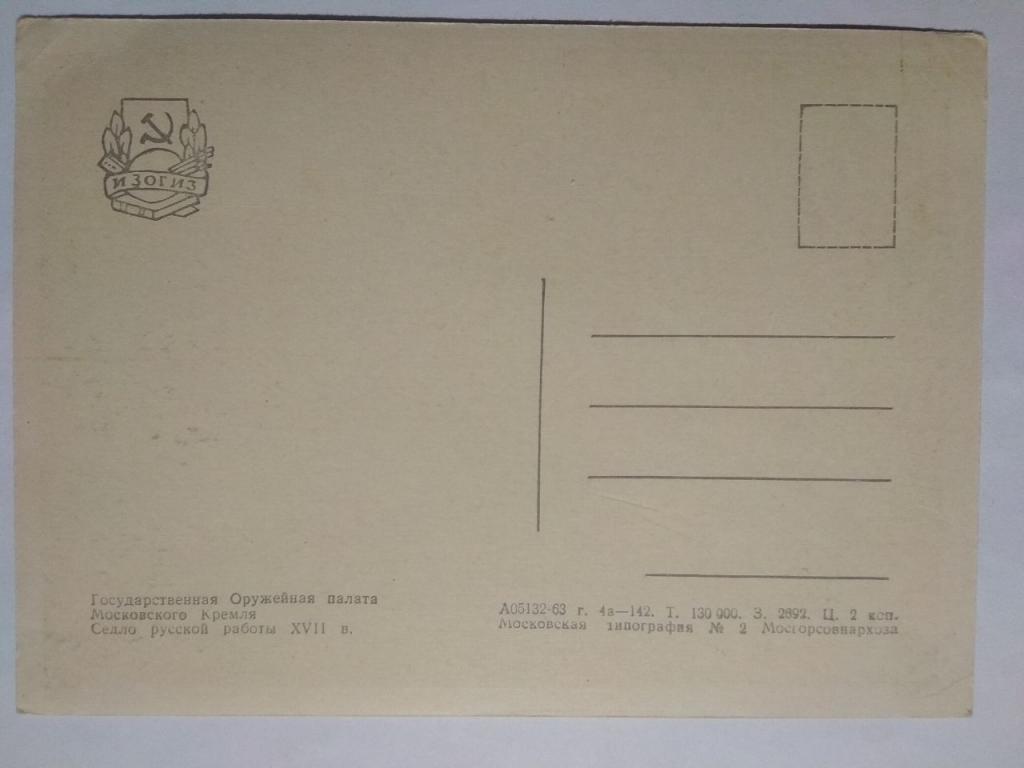 ИЗОГИЗ
Государственная Оружейная палата
Московского Кремля
Седло русской работы XVII в.
А05132-63 г. 4а—142. Т. 130 000. З. 2692. Ц. 2 коп.
Московская типография № 2 Мосгорсовнархоза